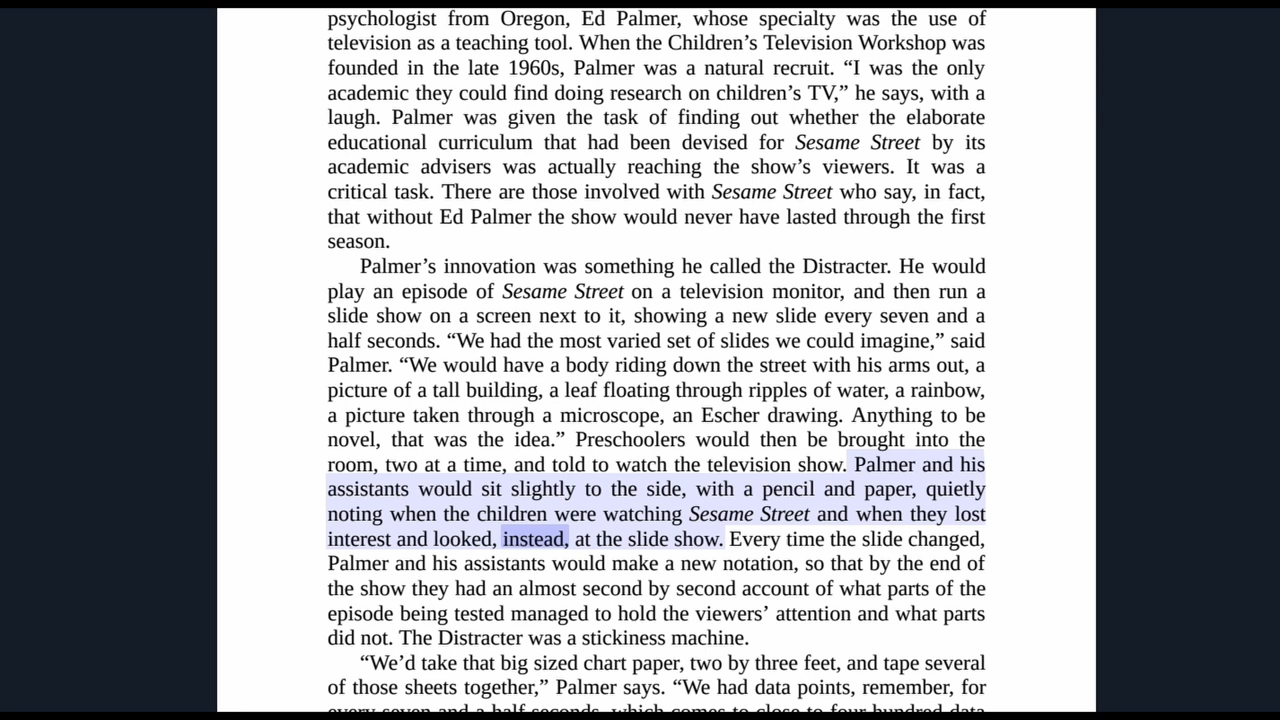 psychologist from Oregon, Ed Palmer, whose specialty was the use of
television as a teaching tool. When the Children’s Television Workshop was
founded in the late 1960s, Palmer was a natural recruit. “I was the only
academic they could find doing research on children’s TV,” he says, with a
laugh. Palmer was given the task of finding out whether the elaborate
educational curriculum that had been devised for Sesame Street by its
academic advisers was actually reaching the show’s viewers. It was a
critical task. There are those involved with Sesame Street who say, in fact,
that without Ed Palmer the show would never have lasted through the first
season.
Palmer’s innovation was something he called the Distracter. He would
play an episode of Sesame Street on a television monitor, and then run a
slide show on a screen next to it, showing a new slide every seven and a
half seconds. “We had the most varied set of slides we could imagine,” said
Palmer. “We would have a body riding down the street with his arms out, a
picture of a tall building, a leaf floating through ripples of water, a rainbow,
a picture taken through a microscope, an Escher drawing. Anything to be
novel, that was the idea.” Preschoolers would then be brought into the
room, two at a time, and told to watch the television show. Palmer and his
assistants would sit slightly to the side, with a pencil and paper, quietly
noting when the children were watching Sesame Street and when they lost
interest and looked, instead, at the slide show. Every time the slide changed,
Palmer and his assistants would make a new notation, so that by the end of
the show they had an almost second by second account of what parts of the
episode being tested managed to hold the viewers’ attention and what parts
did not. The Distracter was a stickiness machine.
“We’d take that big sized chart paper, two by three feet, and tape several
of those sheets together,” Palmer says. “We had data points, remember, for
every seven and a half seconds, which comes to close to four hundred data